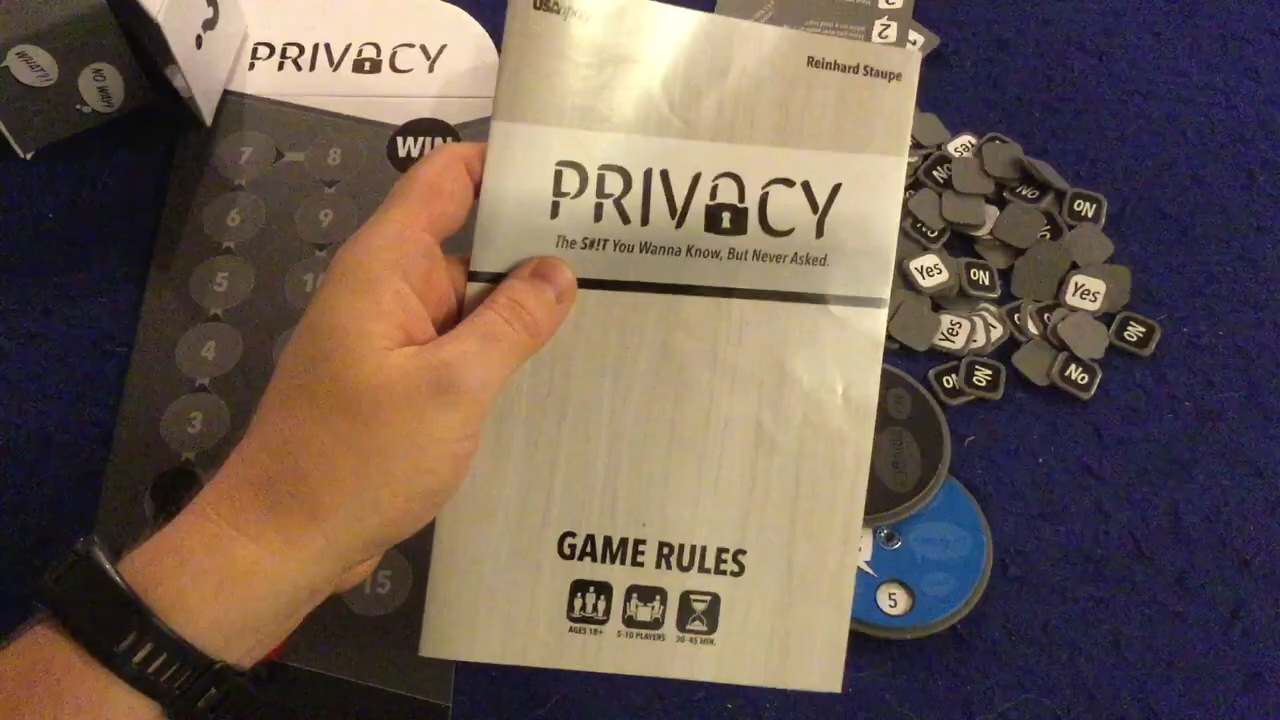 WHAT?!
NO WAY
?
PRIVACY
WIN
7
8
6
9
5
4
3
15
Reinhard Staupe
PRIVACY
The S#!T You Wanna Know, But Never Asked.
GAME RULES
AGES 18+
5-10 PLAYERS
30-45 MIN.
2
Yes
No
No
No
Yes
No
Yes
Yes
No
No
No
5